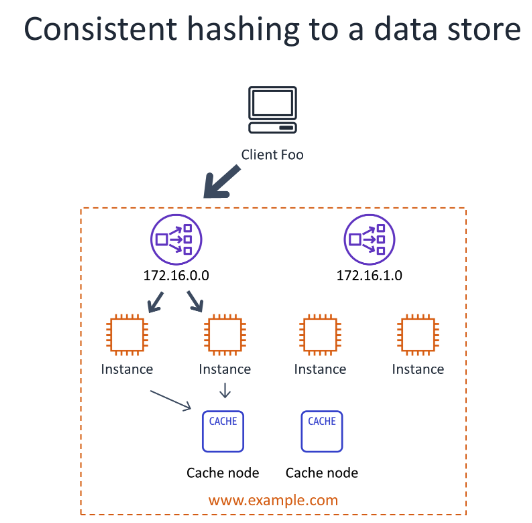 Consistent hashing to a data store
Client Foo
172.16.0.0
172.16.1.0
Instance
Instance
Instance
Instance
CACHE
CACHE
Cache node
Cache node
www.example.com